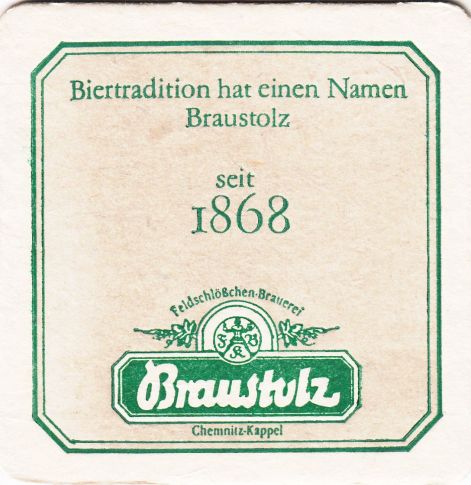 Biertradition hat einen Namen
Braustolz
seit
1868
Feldschlößchen-Brauerei
F K B
Braustolz
Chemnitz-Kappel